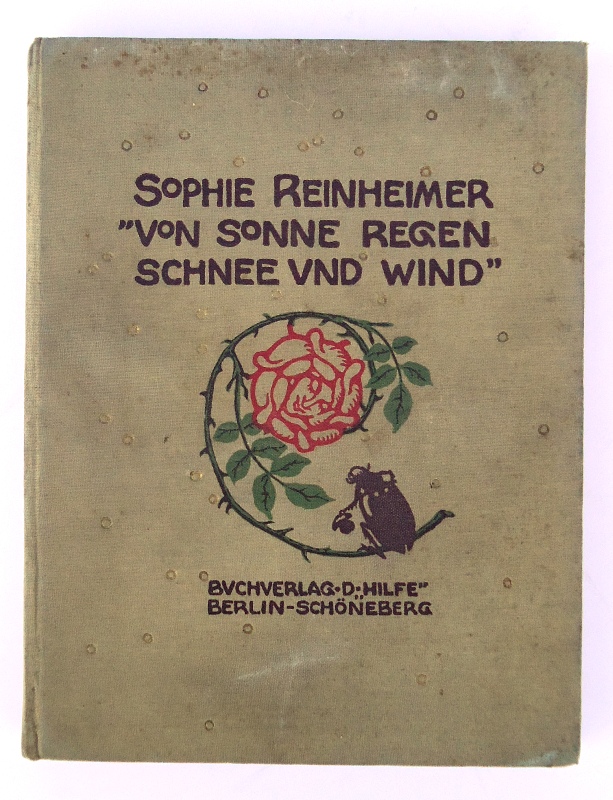 SOPHIE REINHEIMER
"VON SONNE REGEN
SCHNEE VND WIND"
BVCHVERLAG·D·„HILFE"
BERLIN-SCHÖNEBERG